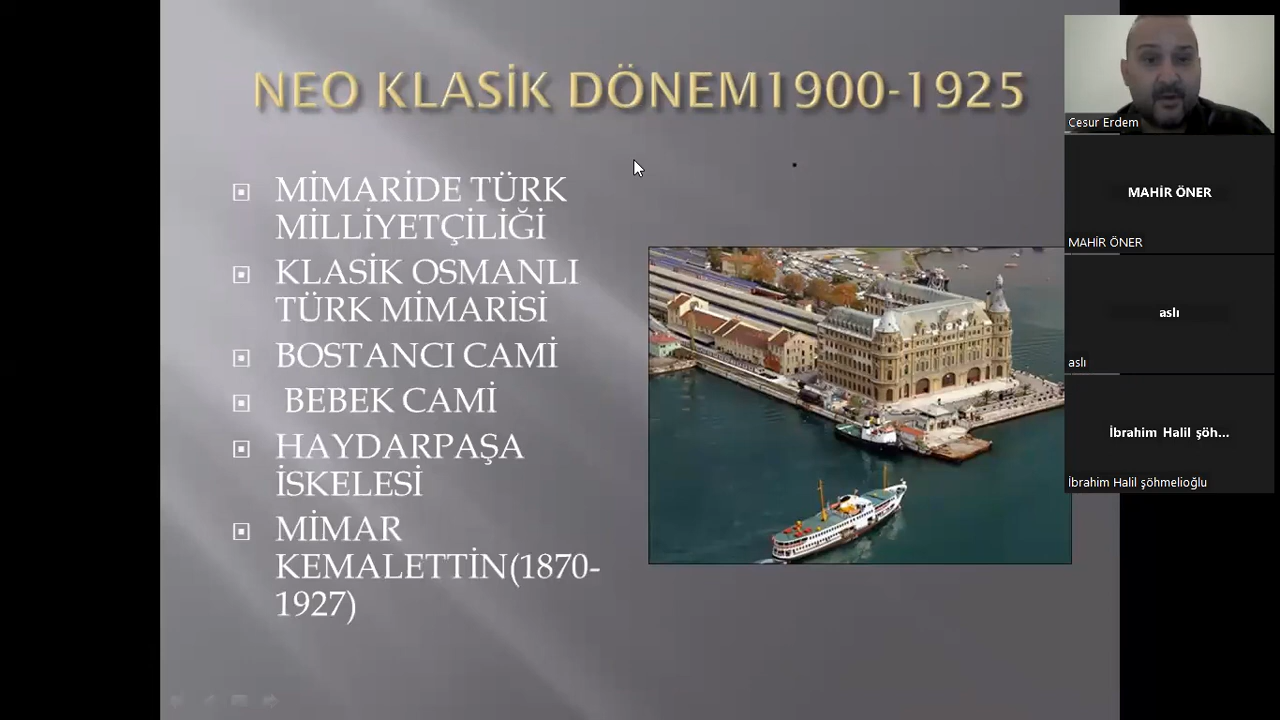 NEO KLASİK DÖNEM1900-1925
MİMARİDE TÜRK
MİLLİYETÇİLİĞİ
KLASİK OSMANLI
TÜRK MİMARİSİ
BOSTANCI CAMİ
BEBEK CAMİ
HAYDARPAŞA
İSKELESİ
MİMAR
KEMALETTİN(1870-
1927)
Cesur Erdem
MAHİR ÖNER
MAHİR ÖNER
aslı
aslı
İbrahim Halil şöh...
İbrahim Halil şöhmelioğlu